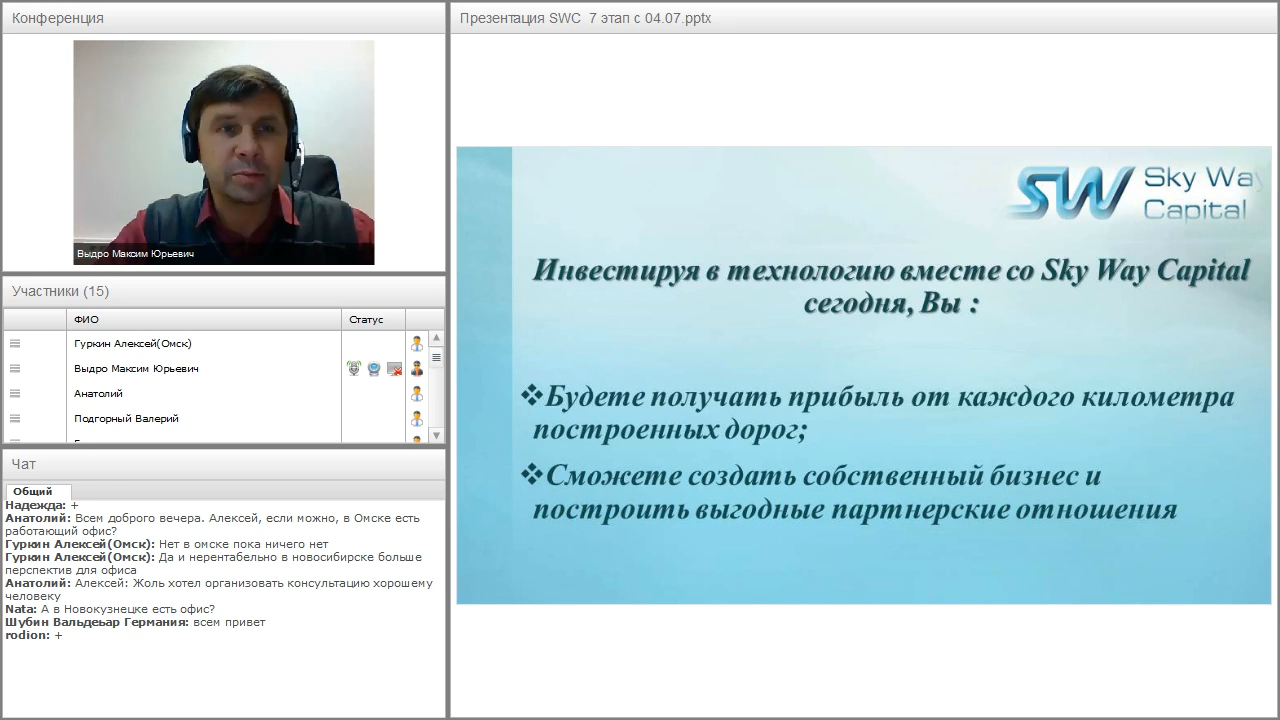 Конференция
Выдро Максим Юрьевич
Участники (15)
ФИО
Статус
Гуркин Алексей(Омск)
Выдро Максим Юрьевич
Анатолий
Подгорный Валерий
Чат
Общий
Надежда: +
Анатолий: Всем доброго вечера. Алексей, если можно, в Омске есть
работающий офис?
Гуркин Алексей(Омск): Нет в омске пока ничего нет
Гуркин Алексей(Омск): Да и нерентабельно в новосибирске больше
перспектив для офиса
Анатолий: Алексей: Жоль хотел организовать консультацию хорошему
человеку
Nata: А в Новокузнецке есть офис?
Шубин Вальдеьар Германия: всем привет
rodion: +
Презентация SWC 7 этап с 04.07.pptx
SW Sky Way
Capital
Инвестируя в технологию вместе со Sky Way Capital
сегодня, Вы :
❖Будете получать прибыль от каждого километра
построенных дорог;
❖Сможете создать собственный бизнес и
построить выгодные партнерские отношения